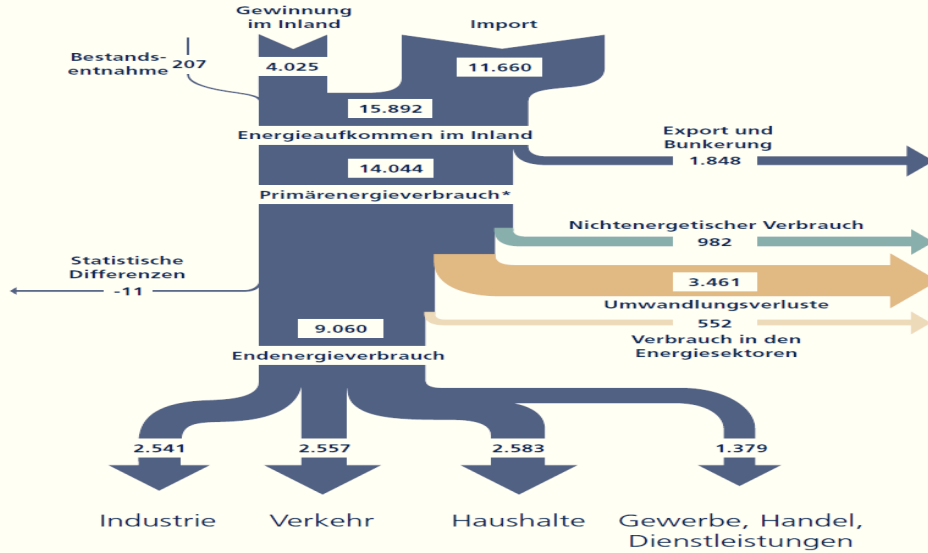 Gewinnung
im Inland
Import
Bestands-
entnahme
207
4.025
11.660
15.892
Energieaufkommen im Inland
Export und
Bunkerung
1.848
14.044
Primärenergieverbrauch*
Nichtenergetischer Verbrauch
982
Statistische
Differenzen
-11
3.461
Umwandlungsverluste
552
Verbrauch in den
Energiesektoren
9.060
Endenergieverbrauch
2.541
2.557
2.583
1.379
Industrie
Verkehr
Haushalte
Gewerbe, Handel,
Dienstleistungen